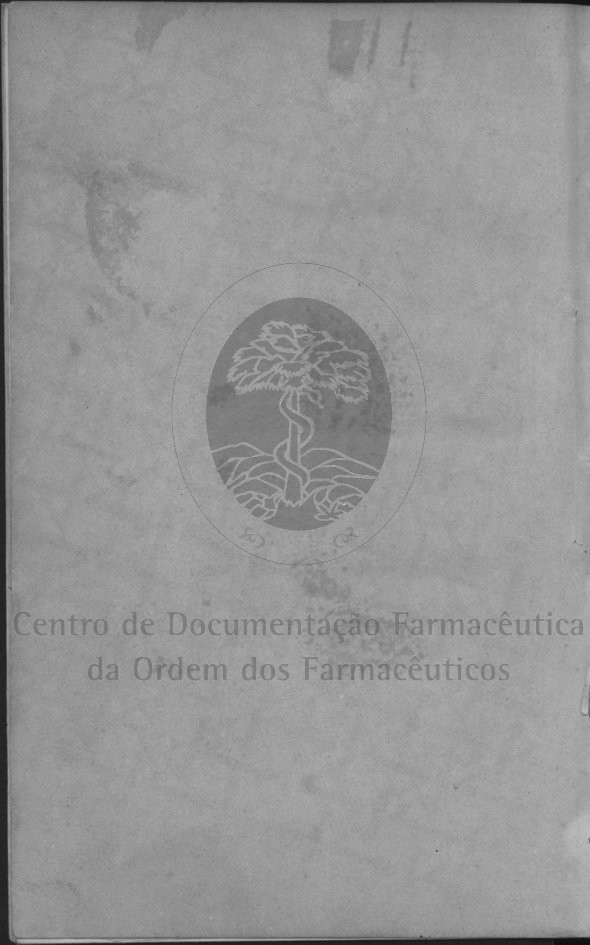 Centro de Documentação Farmacêutica
da Ordem dos Farmacêuticos